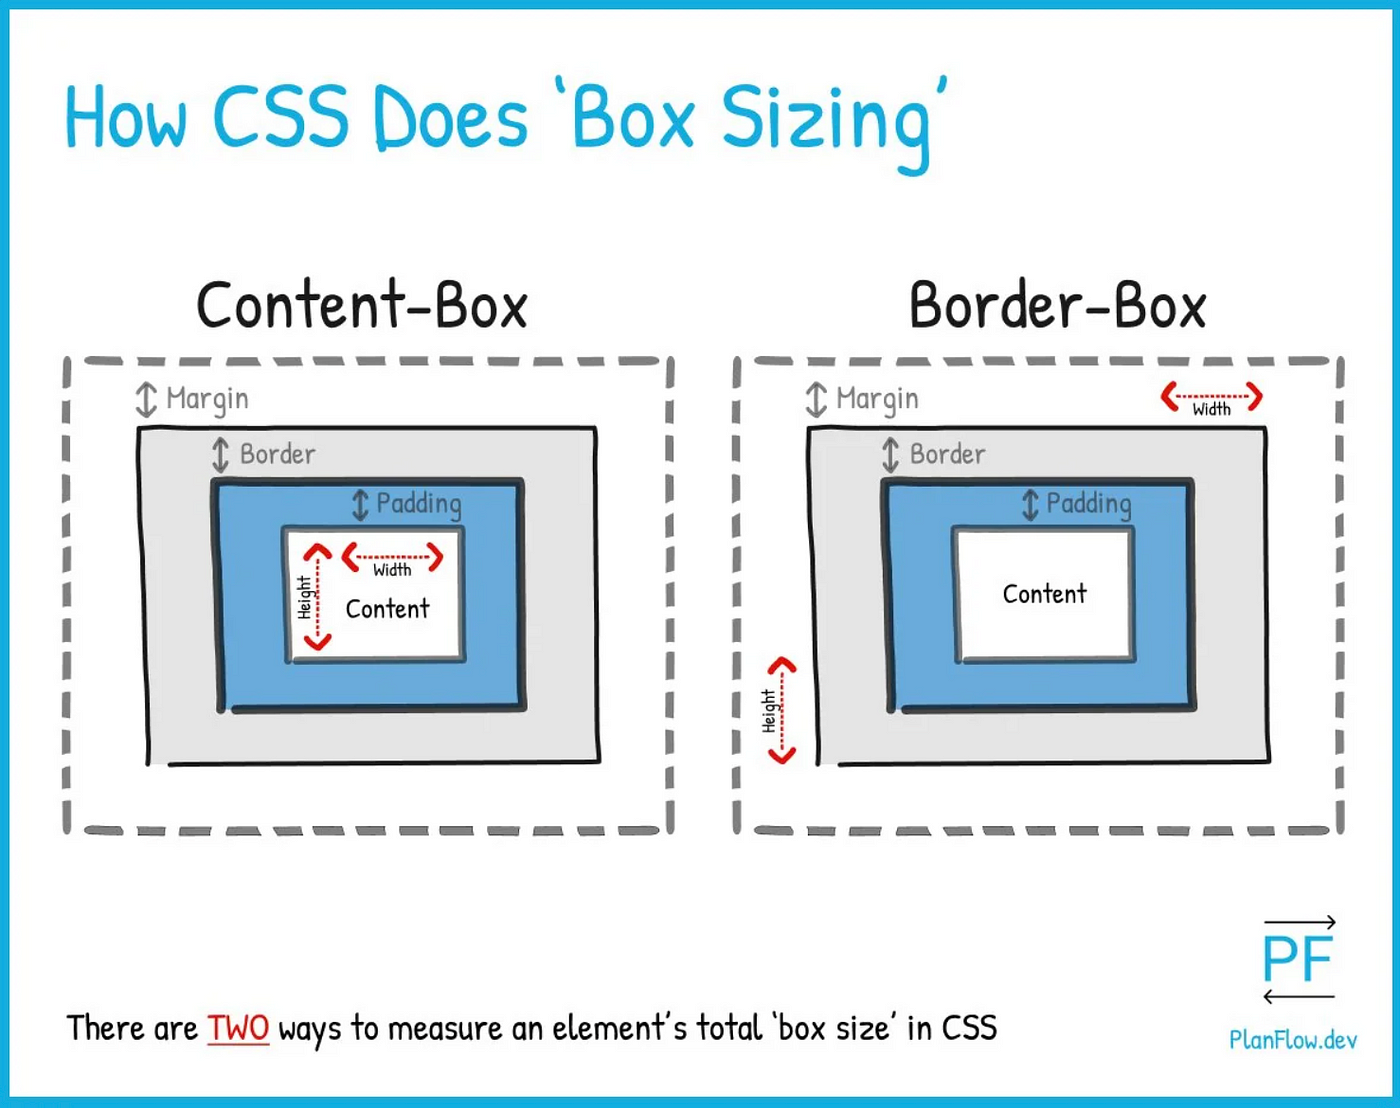 How CSS Does ‘Box Sizing’
Content-Box
Margin
Border
Padding
Width
Height
Content
Border-Box
Margin
Width
Border
Padding
Content
Height
PF
There are TWO ways to measure an element’s total ‘box size’ in CSS
PlanFlow.dev